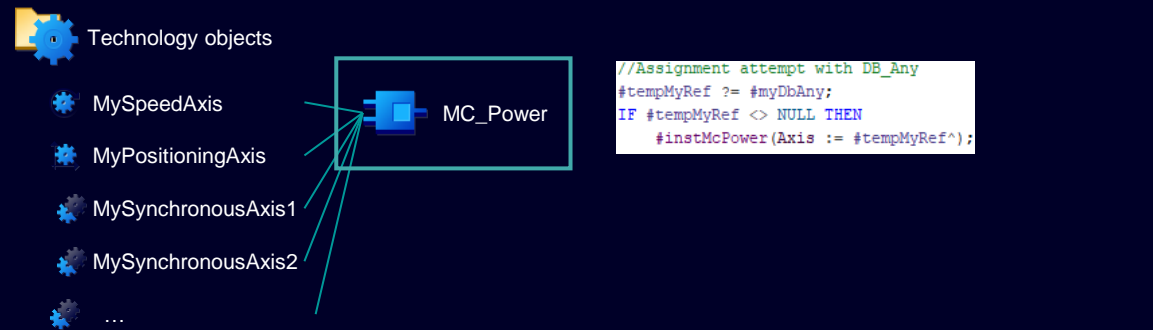 Technology objects
MySpeedAxis
MyPositioningAxis
MySynchronousAxis1
MySynchronousAxis2
…
MC_Power
//Assignment attempt with DB_Any
#tempMyRef ?= #myDbAny;
IF #tempMyRef <> NULL THEN
#instMcPower(Axis := #tempMyRef^);